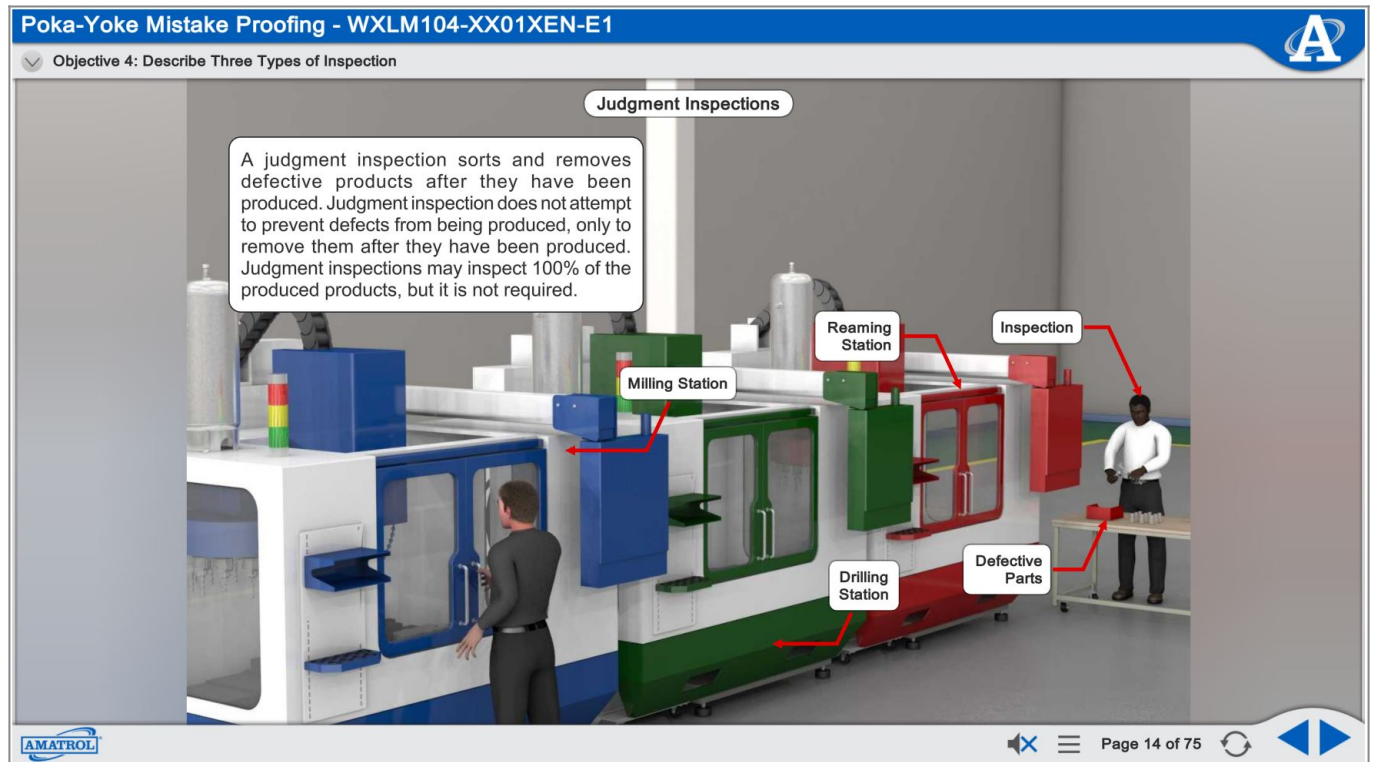 Poka-Yoke Mistake Proofing - WXLM104-XX01XEN-E1
Objective 4: Describe Three Types of Inspection
A
Judgment Inspections
A judgment inspection sorts and removes
defective products after they have been
produced. Judgment inspection does not attempt
to prevent defects from being produced, only to
remove them after they have been produced.
Judgment inspections may inspect 100% of the
produced products, but it is not required.
Reaming
Station
Inspection
Milling Station
Drilling
Station
Defective
Parts
AMATROL
Page 14 of 75